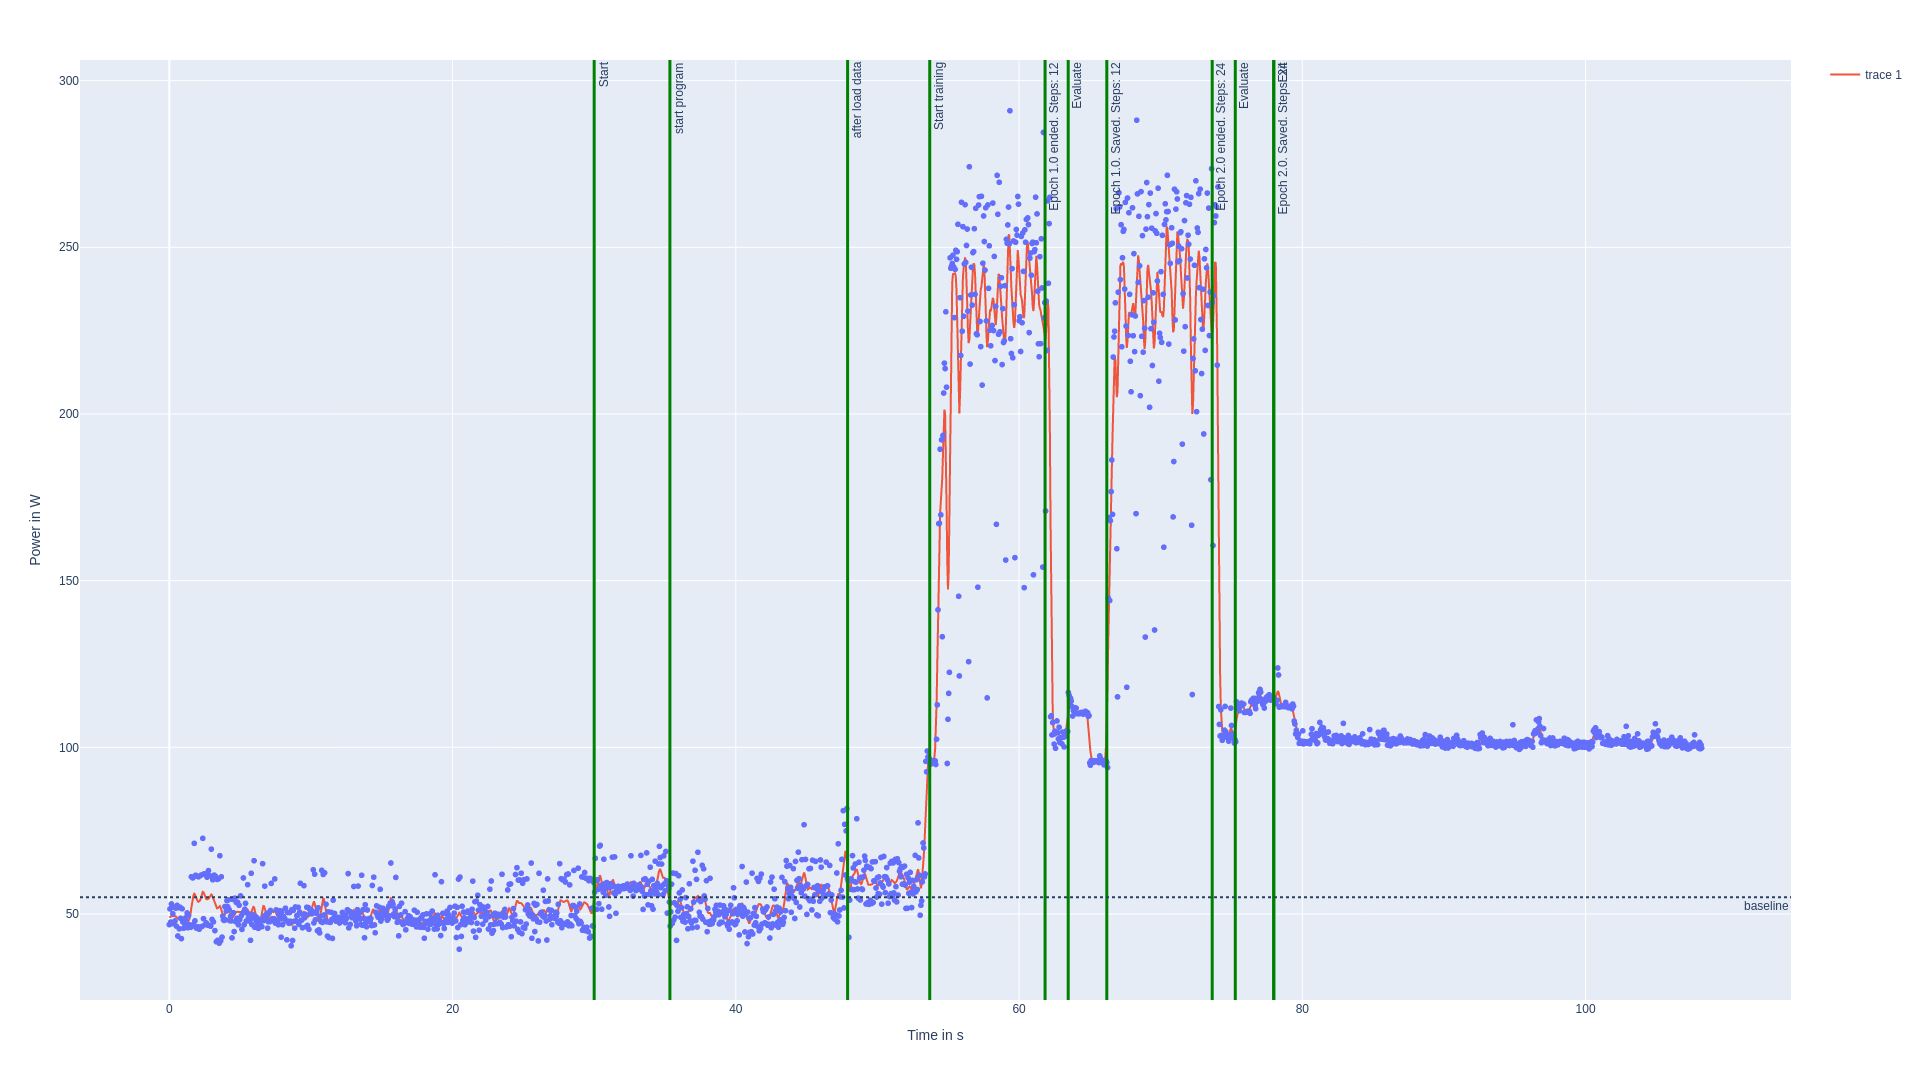 300
250
200
150
100
50
Power in W
Start
start program
after load data
Start training
Epoch 1.0 ended. Steps: 12
Evaluate
Epoch 1.0. Saved. Steps: 12
Epoch 2.0 ended. Steps: 24
Evaluate
Epoch 2.0. Saved. Steps: 24
trace 1
baseline
0
20
40
60
80
100
Time in s